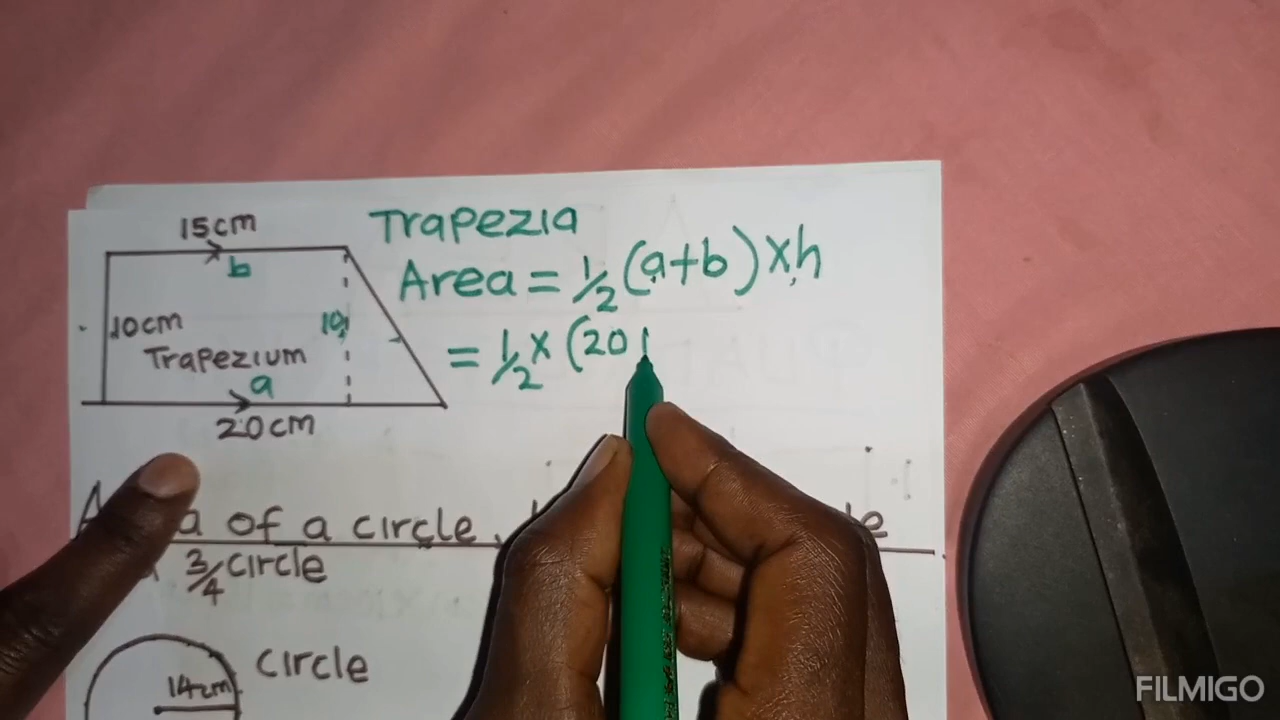 15cm
b
10cm
10
Trapezium
a
20cm
Trapezia
Area = 1/2 (a+b) × h
= 1/2 × (20
a of a circle,
3/4 circle
circle
14cm
FILMIGO